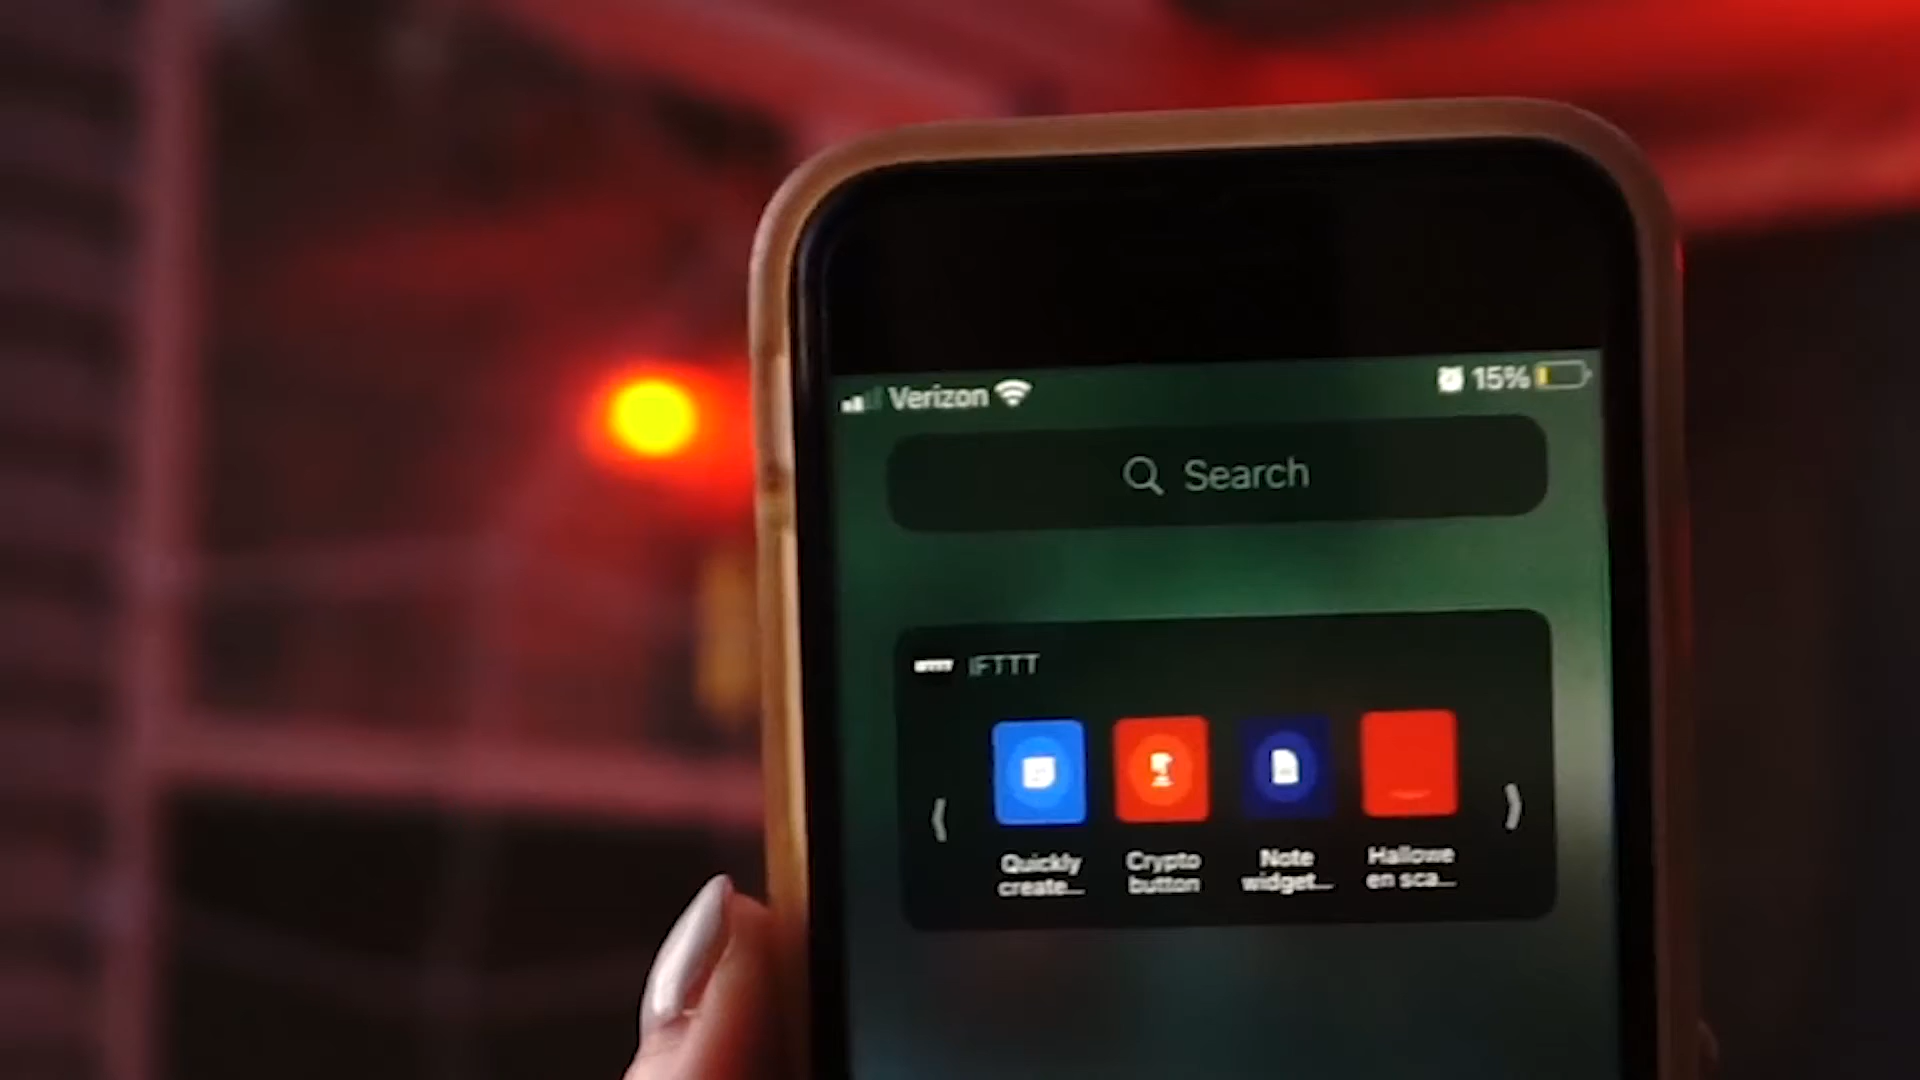 Verizon 15%
Search
IFTTT
Quickly
create...
Crypto
button
Note
widget...
Hallowe
en sca...